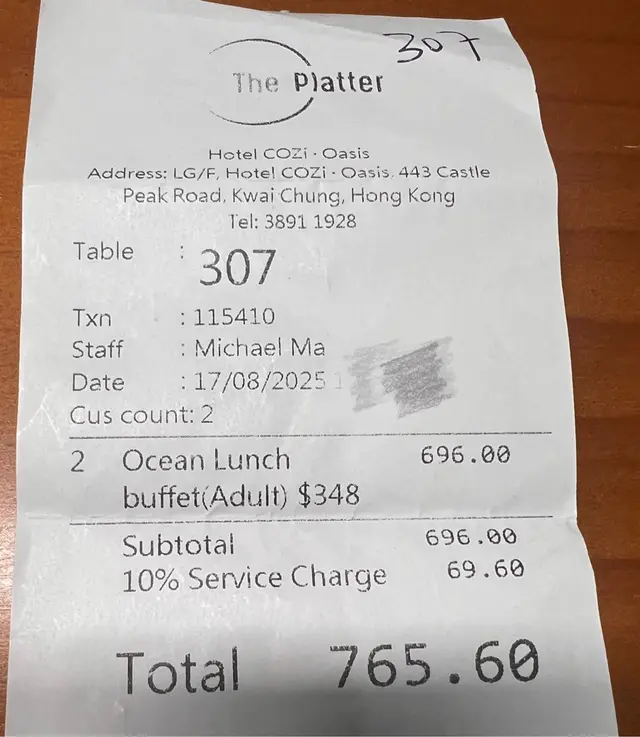 307
The Platter
Hotel COZi · Oasis
Address: LG/F, Hotel COZi · Oasis, 443 Castle
Peak Road, Kwai Chung, Hong Kong
Tel: 3891 1928
Table : 307
Txn : 115410
Staff : Michael Ma
Date : 17/08/2025
Cus count: 2
2 Ocean Lunch 696.00
buffet(Adult) $348
Subtotal 696.00
10% Service Charge 69.60
Total 765.60